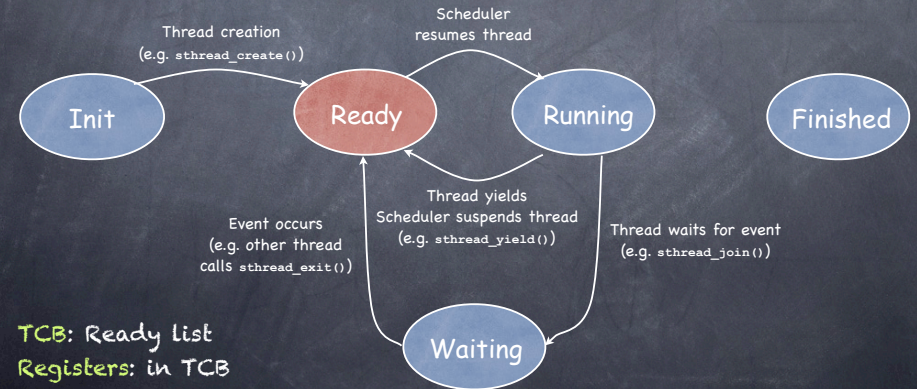 Scheduler
resumes thread
Thread creation
(e.g. sthread_create())
Init
Ready
Running
Finished
Thread yields
Scheduler suspends thread
(e.g. sthread_yield())
Event occurs
(e.g. other thread
calls sthread_exit())
Thread waits for event
(e.g. sthread_join())
Waiting
TCB: Ready list
Registers: in TCB